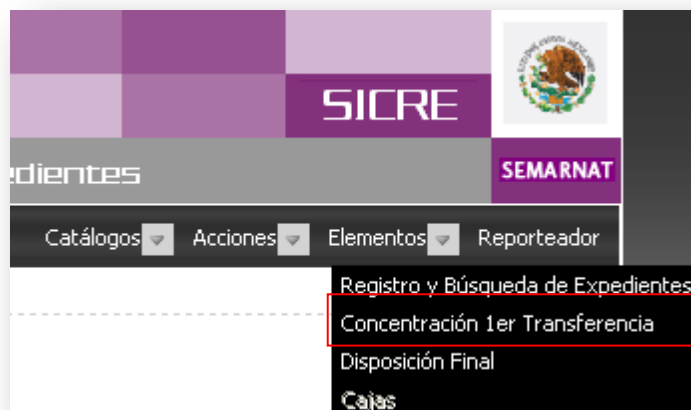 SICRE
edientes
SEMARNAT
Catálogos Acciones Elementos Reporteador
Registro y Búsqueda de Expedientes
Concentración 1er Transferencia
Disposición Final
Cajas